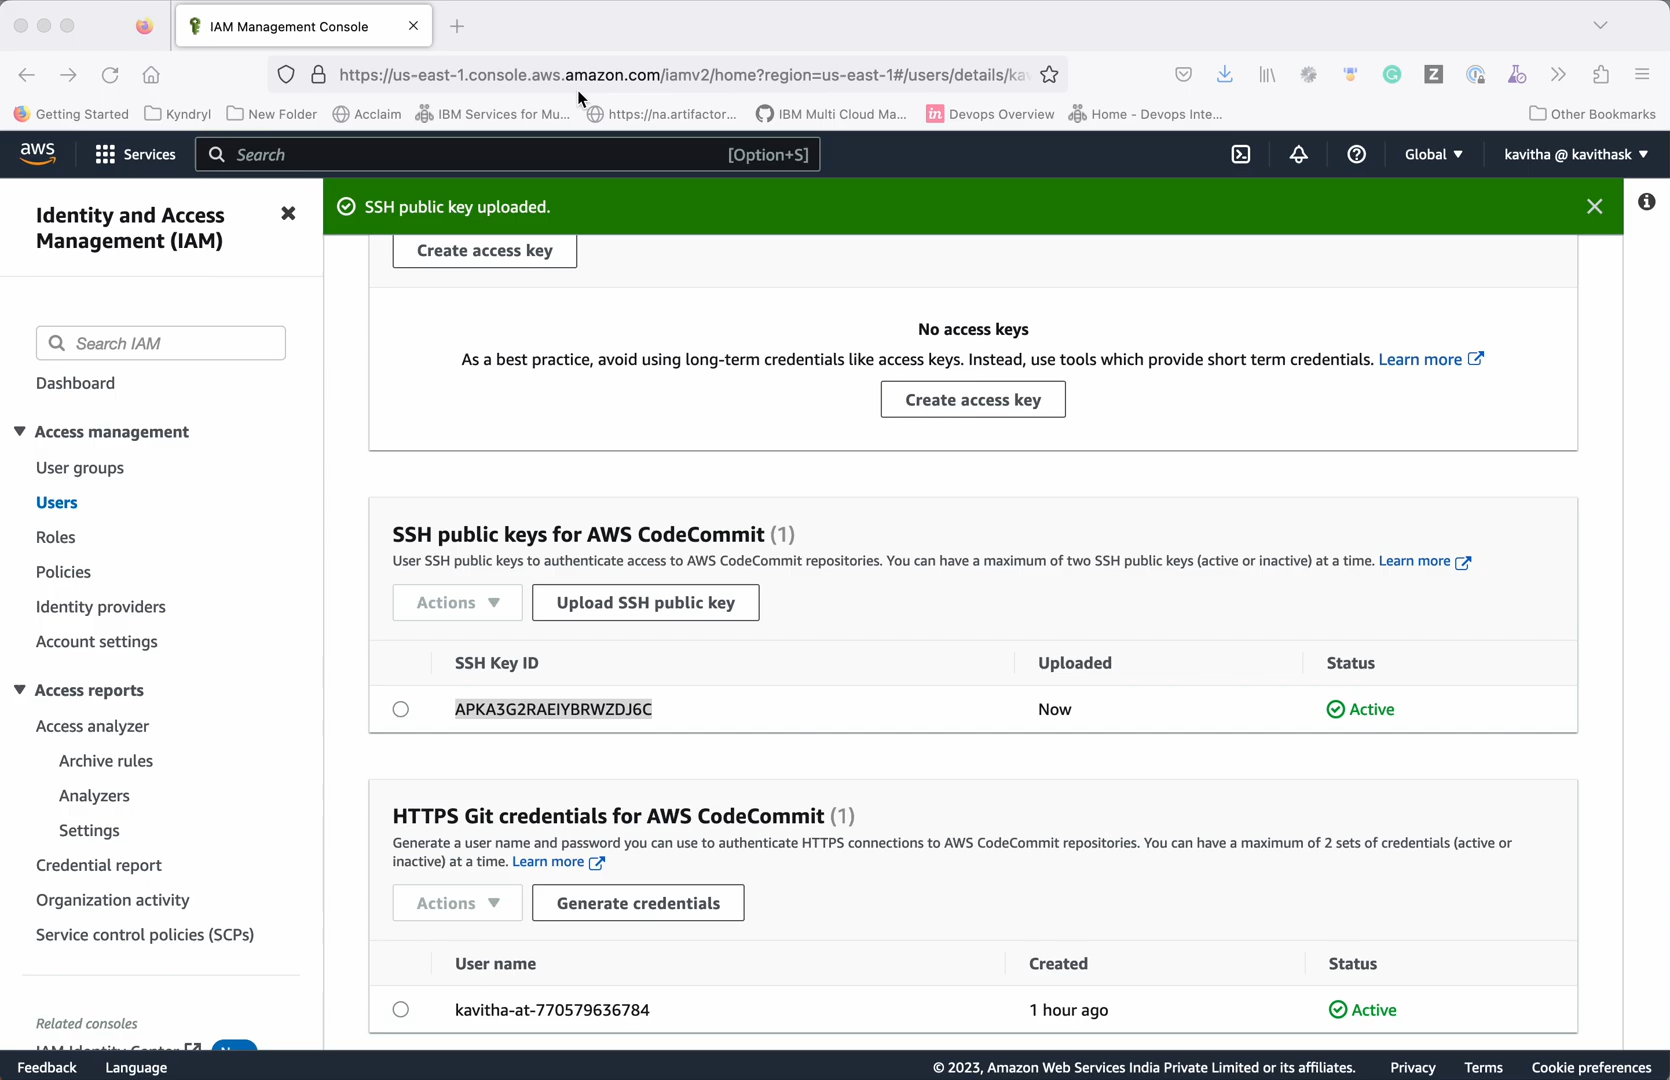 IAM Management Console
https://us-east-1.console.aws.amazon.com/iamv2/home?region=us-east-1#/users/details/kav
Getting Started
Kyndryl
New Folder
Acclaim
IBM Services for Mu...
https://na.artifactor...
IBM Multi Cloud Ma...
in
Devops Overview
Home - Devops Inte...
Other Bookmarks
aws
Services
Search
[Option+S]
Global
kavitha @ kavithask
Identity and Access
Management (IAM)
Search IAM
Dashboard
Access management
User groups
Users
Roles
Policies
Identity providers
Account settings
Access reports
Access analyzer
Archive rules
Analyzers
Settings
Credential report
Organization activity
Service control policies (SCPs)
Related consoles
IAM Identity Center
SSH public key uploaded.
Create access key
No access keys
As a best practice, avoid using long-term credentials like access keys. Instead, use tools which provide short term credentials. Learn more
Create access key
SSH public keys for AWS CodeCommit (1)
User SSH public keys to authenticate access to AWS CodeCommit repositories. You can have a maximum of two SSH public keys (active or inactive) at a time. Learn more
Actions
Upload SSH public key
SSH Key ID Uploaded Status
APKA3G2RAEIYBRWZDJ6C Now Active
HTTPS Git credentials for AWS CodeCommit (1)
Generate a user name and password you can use to authenticate HTTPS connections to AWS CodeCommit repositories. You can have a maximum of 2 sets of credentials (active or
inactive) at a time. Learn more
Actions
Generate credentials
User name Created Status
kavitha-at-770579636784 1 hour ago Active
Feedback
Language
© 2023, Amazon Web Services India Private Limited or its affiliates.
Privacy
Terms
Cookie preferences